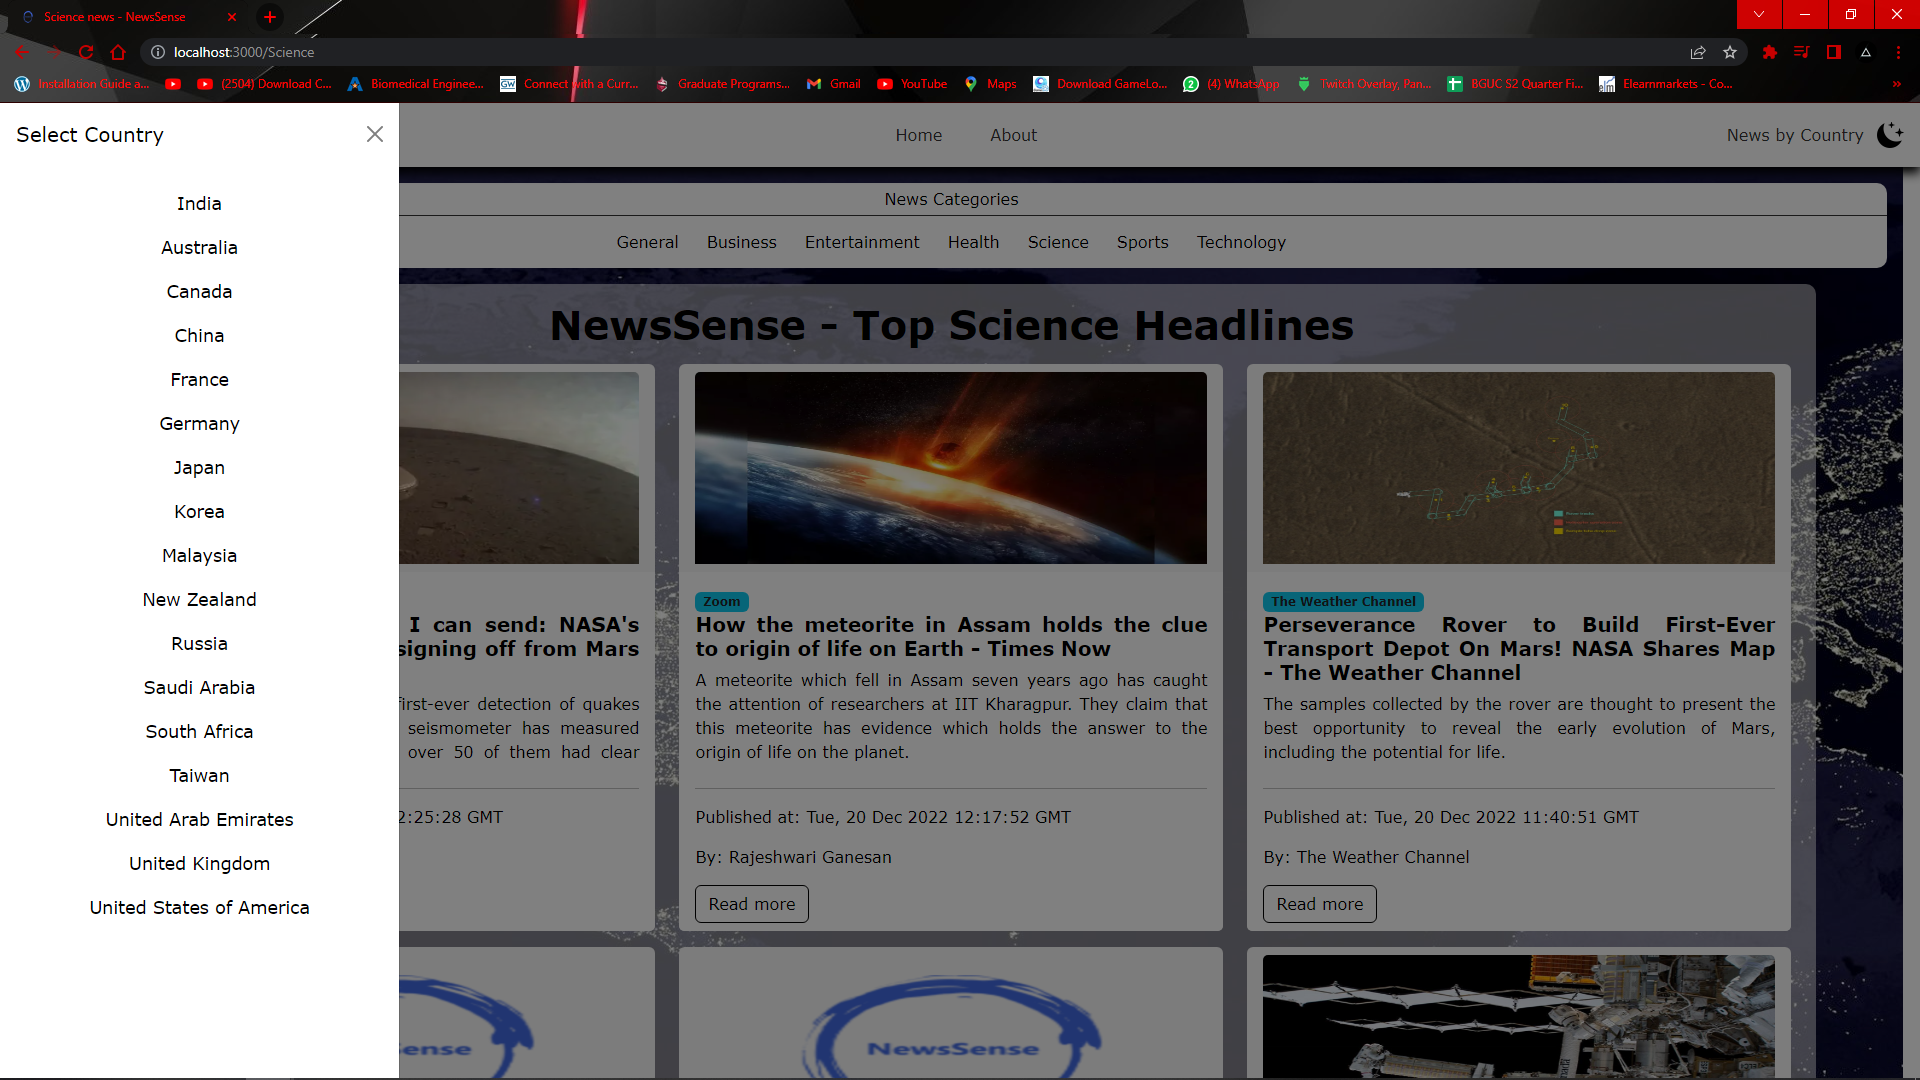 Science news - NewsSense
localhost:3000/Science
Installation Guide a...
(2504) Download C...
Biomedical Enginee...
Connect with a Curr...
Graduate Programs...
Gmail
YouTube
Maps
Download GameLo...
(4) WhatsApp
Twitch Overlay, Pan...
BGUC S2 Quarter Fi...
Elearnmarkets - Co...
Select Country
Home
About
News by Country
India
Australia
Canada
China
France
Germany
Japan
Korea
Malaysia
New Zealand
Russia
Saudi Arabia
South Africa
Taiwan
United Arab Emirates
United Kingdom
United States of America
News Categories
General
Business
Entertainment
Health
Science
Sports
Technology
NewsSense - Top Science Headlines
I can send: NASA's
signing off from Mars
first-ever detection of quakes
seismometer has measured
over 50 of them had clear
2:25:28 GMT
Zoom
How the meteorite in Assam holds the clue
to origin of life on Earth - Times Now
A meteorite which fell in Assam seven years ago has caught
the attention of researchers at IIT Kharagpur. They claim that
this meteorite has evidence which holds the answer to the
origin of life on the planet.
Published at: Tue, 20 Dec 2022 12:17:52 GMT
By: Rajeshwari Ganesan
Read more
The Weather Channel
Perseverance Rover to Build First-Ever
Transport Depot On Mars! NASA Shares Map
- The Weather Channel
The samples collected by the rover are thought to present the
best opportunity to reveal the early evolution of Mars,
including the potential for life.
Published at: Tue, 20 Dec 2022 11:40:51 GMT
By: The Weather Channel
Read more
ense
NewsSense